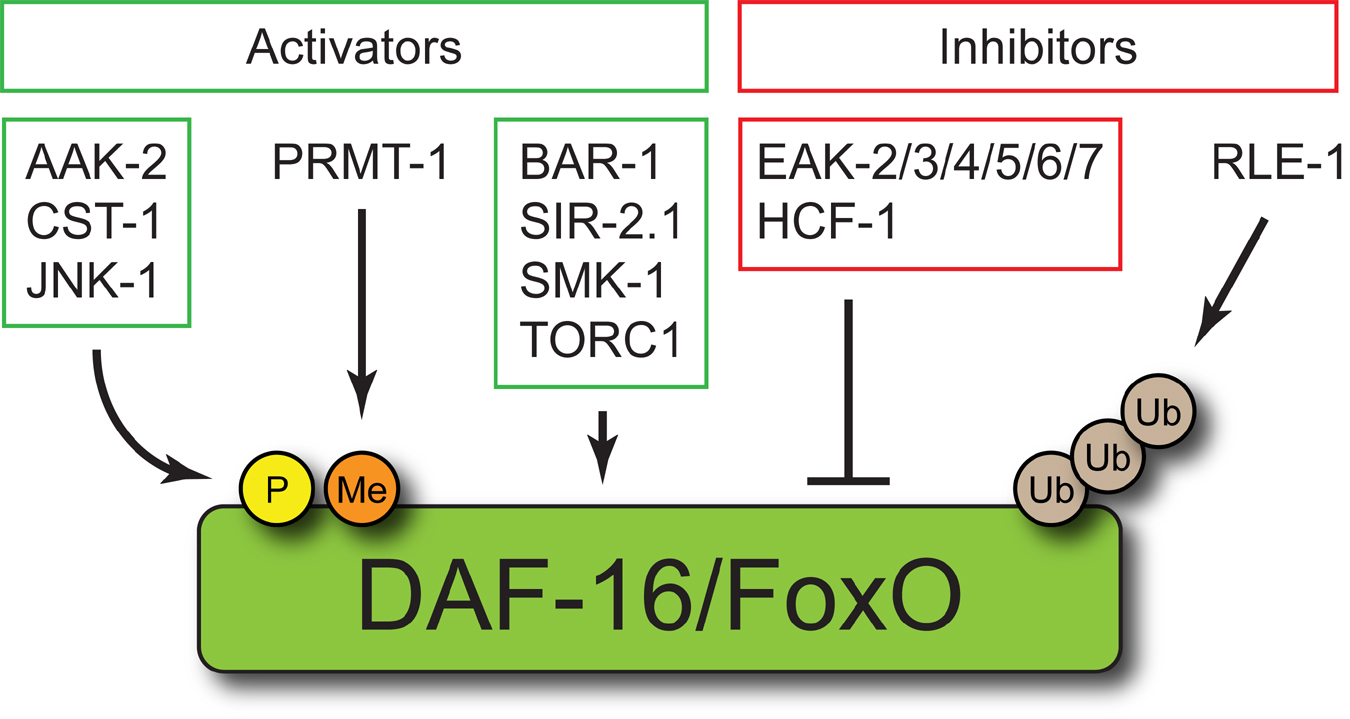 Activators
Inhibitors
AAK-2
CST-1
JNK-1
PRMT-1
BAR-1
SIR-2.1
SMK-1
TORC1
EAK-2/3/4/5/6/7
HCF-1
RLE-1
P
Me
Ub
Ub
Ub
DAF-16/FoxO